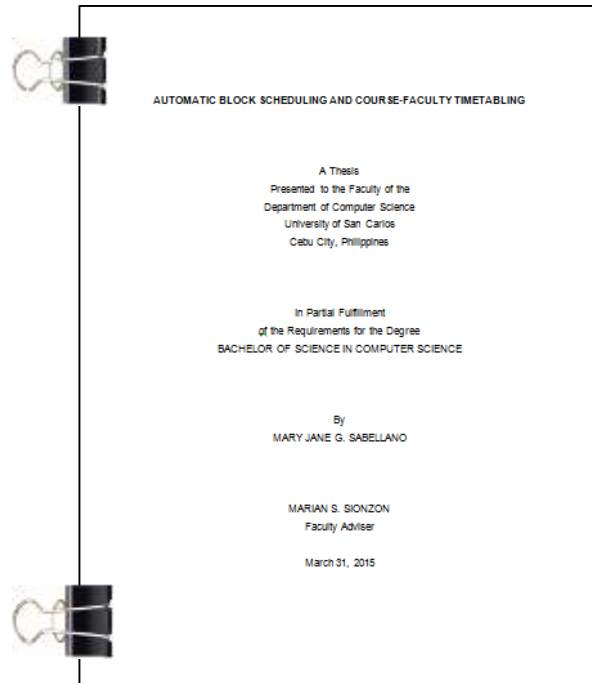 AUTOMATIC BLOCK SCHEDULING AND COURSE-FACULTY TIMETABLING
A Thesis
Presented to the Faculty of the
Department of Computer Science
University of San Carlos
Cebu City, Philippines
In Partial Fulfillment
of the Requirements for the Degree
BACHELOR OF SCIENCE IN COMPUTER SCIENCE
By
MARY JANE G. SABELLANO
MARIAN S. SIONZON
Faculty Adviser
March 31, 2015